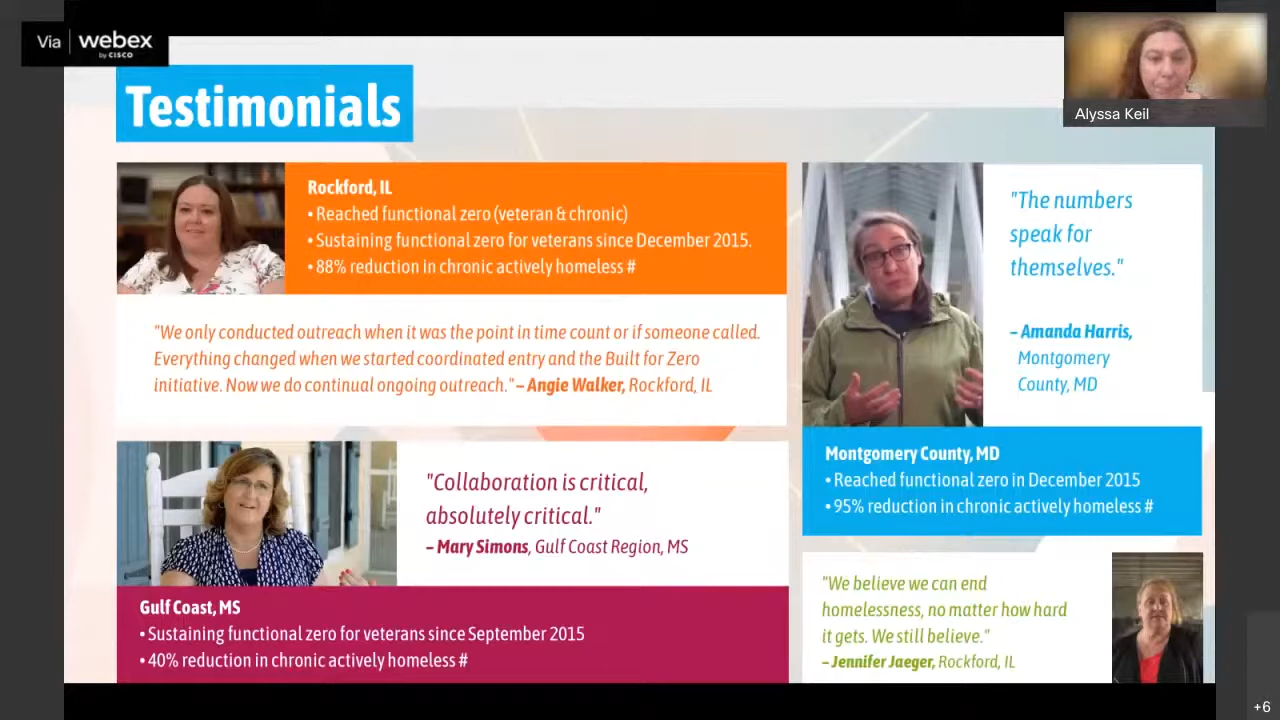 Via webex
by CISCO
Alyssa Keil
Testimonials
Rockford, IL
• Reached functional zero (veteran & chronic)
• Sustaining functional zero for veterans since December 2015.
• 88% reduction in chronic actively homeless #
"We only conducted outreach when it was the point in time count or if someone called.
Everything changed when we started coordinated entry and the Built for Zero
initiative. Now we do continual ongoing outreach." – Angie Walker, Rockford, IL
"Collaboration is critical,
absolutely critical."
– Mary Simons, Gulf Coast Region, MS
Gulf Coast, MS
• Sustaining functional zero for veterans since September 2015
• 40% reduction in chronic actively homeless #
"The numbers
speak for
themselves."
– Amanda Harris,
Montgomery
County, MD
Montgomery County, MD
• Reached functional zero in December 2015
• 95% reduction in chronic actively homeless #
"We believe we can end
homelessness, no matter how hard
it gets. We still believe."
– Jennifer Jaeger, Rockford, IL
+6